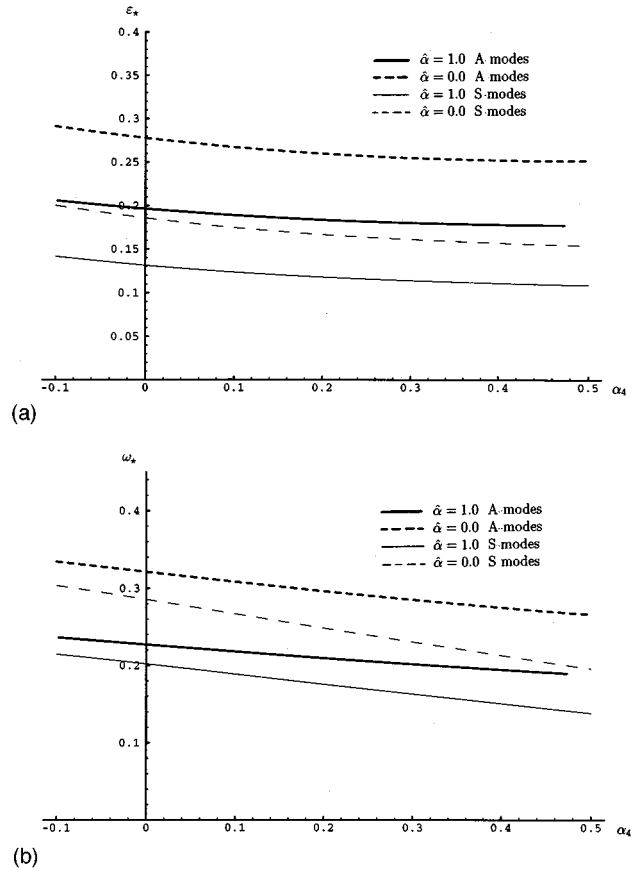 ε⋆
0.4
0.35
0.3
0.25
0.2
0.15
0.1
0.05
α̂ = 1.0 A modes
α̂ = 0.0 A modes
α̂ = 1.0 S modes
α̂ = 0.0 S modes
-0.1 0 0.1 0.2 0.3 0.4 0.5 α₄
(a)
ω⋆
0.4
0.3
0.2
0.1
α̂ = 1.0 A modes
α̂ = 0.0 A modes
α̂ = 1.0 S modes
α̂ = 0.0 S modes
-0.1 0 0.1 0.2 0.3 0.4 0.5 α₄
(b)